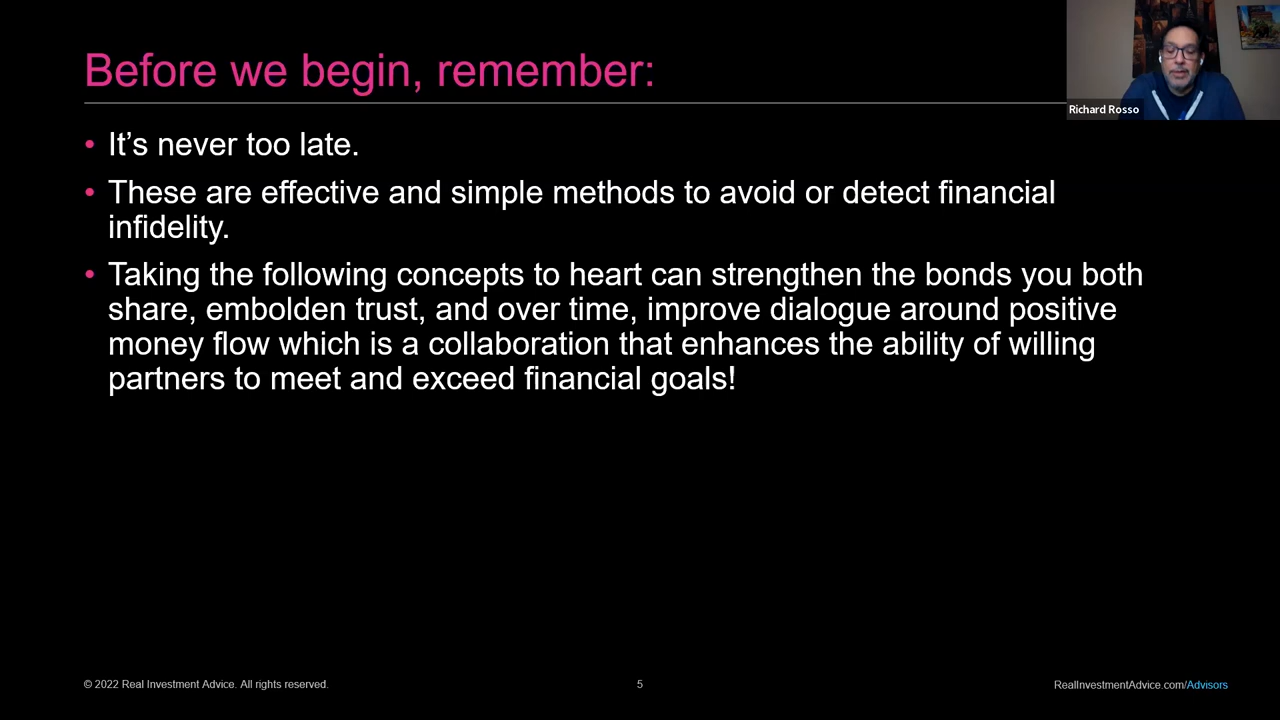 Before we begin, remember:
Richard Rosso
• It’s never too late.
• These are effective and simple methods to avoid or detect financial
infidelity.
• Taking the following concepts to heart can strengthen the bonds you both
share, embolden trust, and over time, improve dialogue around positive
money flow which is a collaboration that enhances the ability of willing
partners to meet and exceed financial goals!
© 2022 Real Investment Advice. All rights reserved.
5
RealInvestmentAdvice.com/Advisors